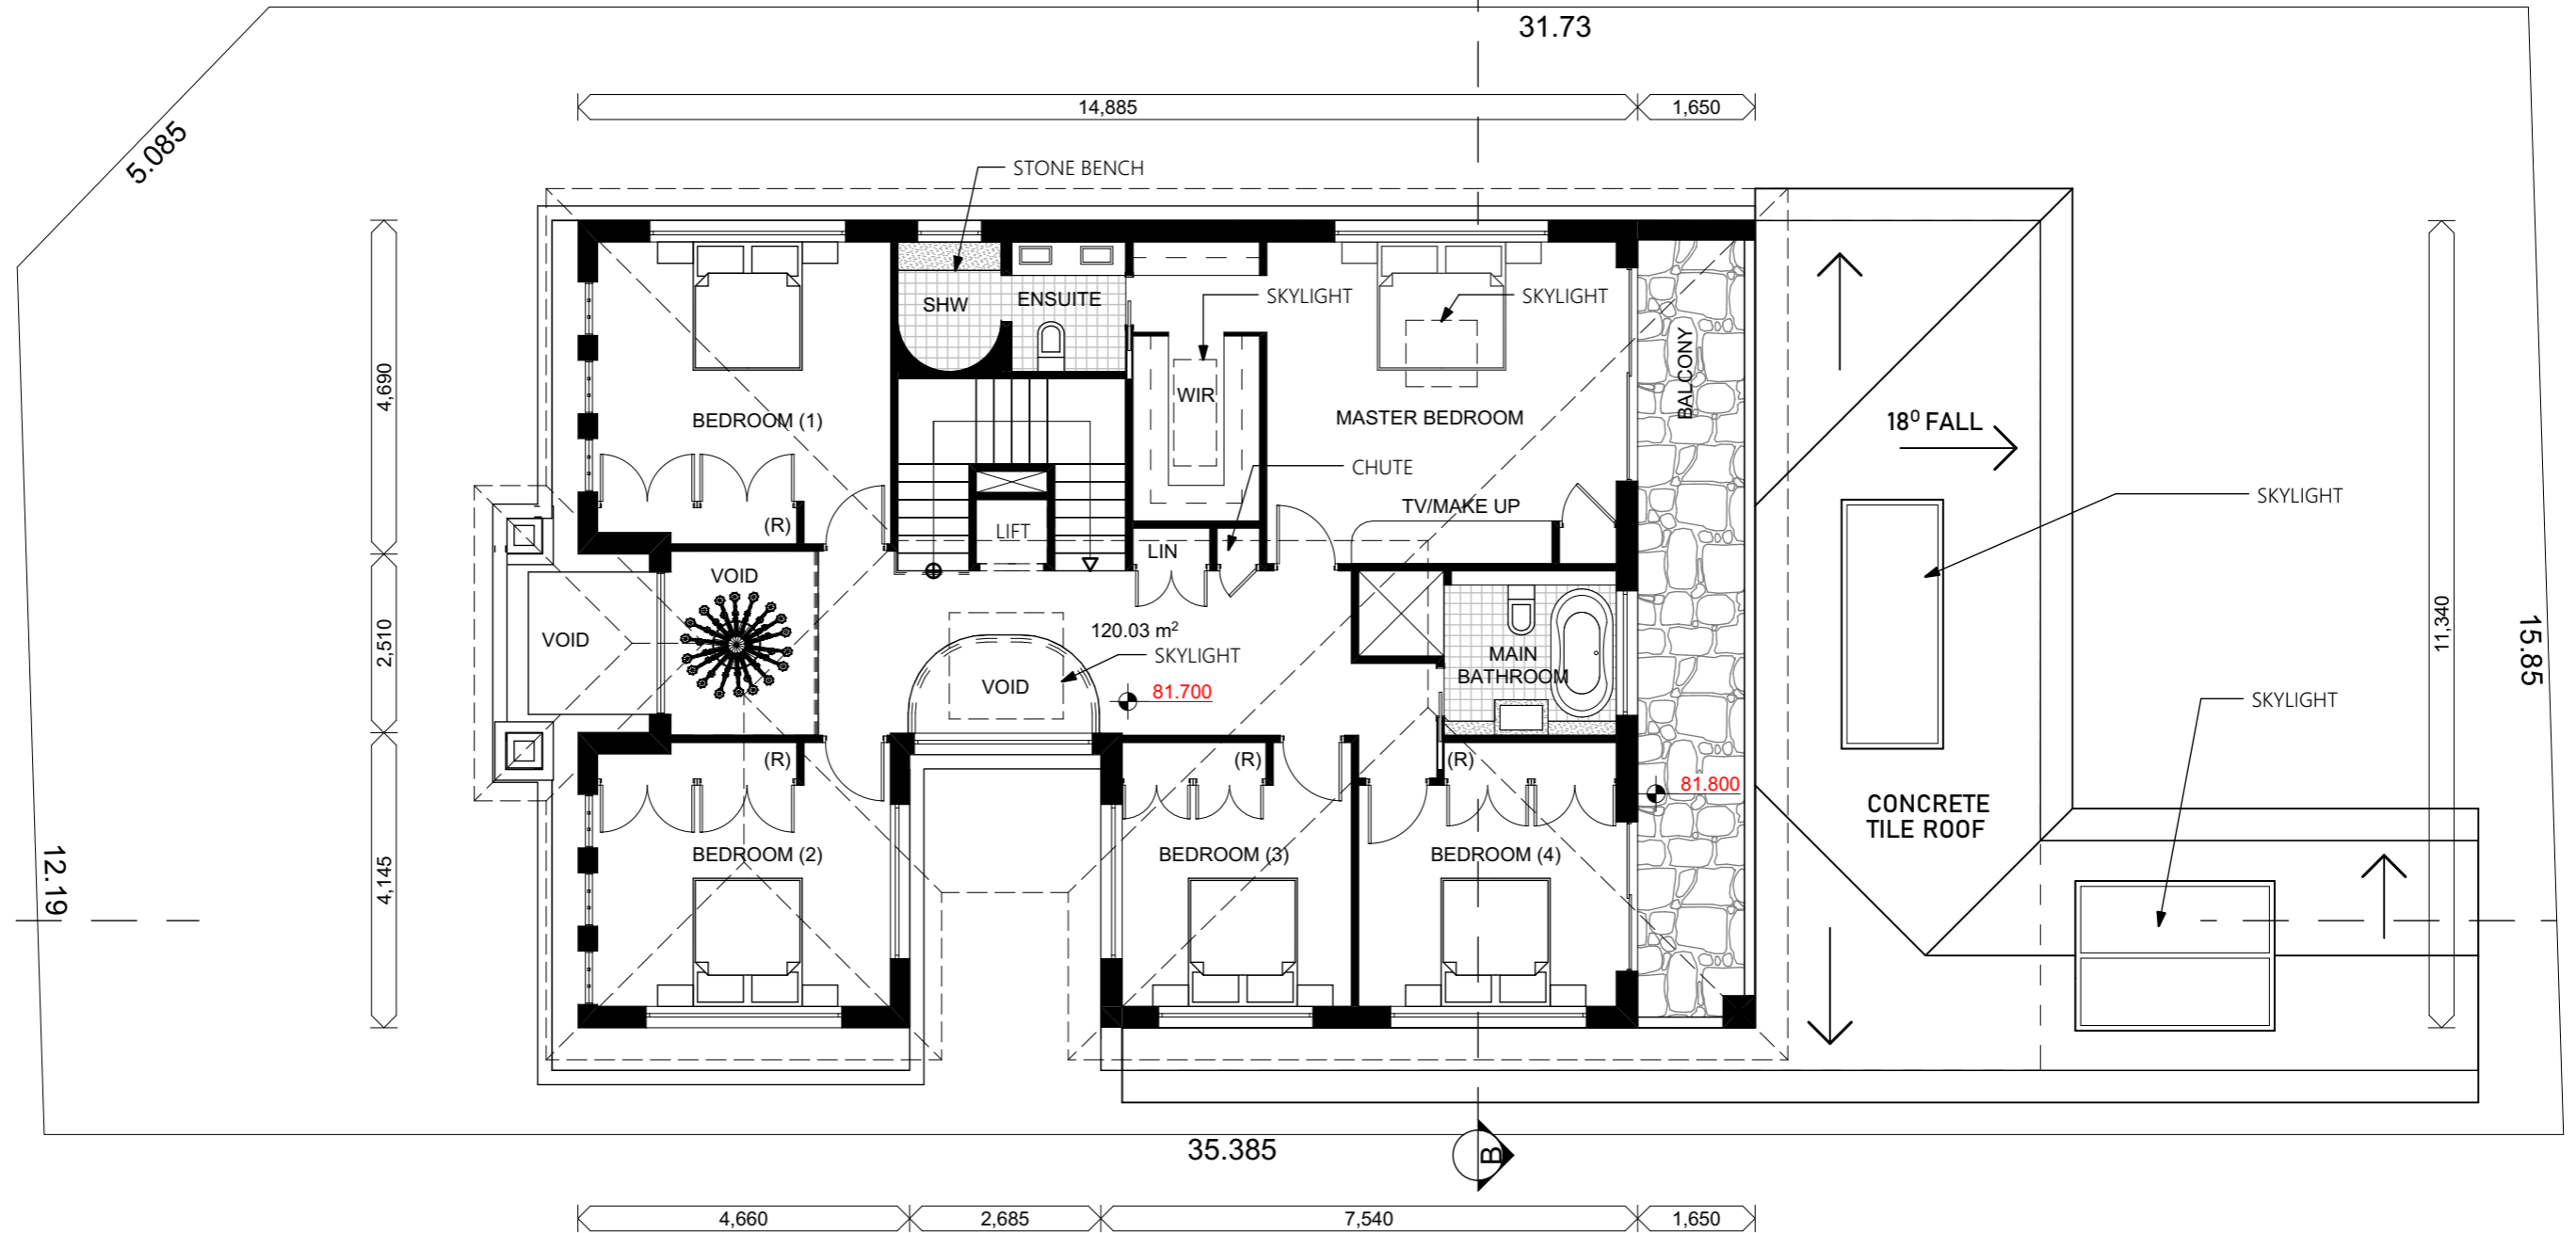 31.73
14,885
1,650
5.085
STONE BENCH
SHW
ENSUITE
SKYLIGHT
SKYLIGHT
BALCONY
4,690
WIR
BEDROOM (1)
MASTER BEDROOM
18⁰ FALL
CHUTE
TV/MAKE UP
SKYLIGHT
(R)
LIFT
LIN
VOID
VOID
120.03 m²
SKYLIGHT
MAIN
BATHROOM
2,510
11,340
15.85
VOID
81.700
SKYLIGHT
(R)
(R)
(R)
81.800
CONCRETE
TILE ROOF
BEDROOM (2)
BEDROOM (3)
BEDROOM (4)
4,145
12.19
35.385
B
4,660
2,685
7,540
1,650